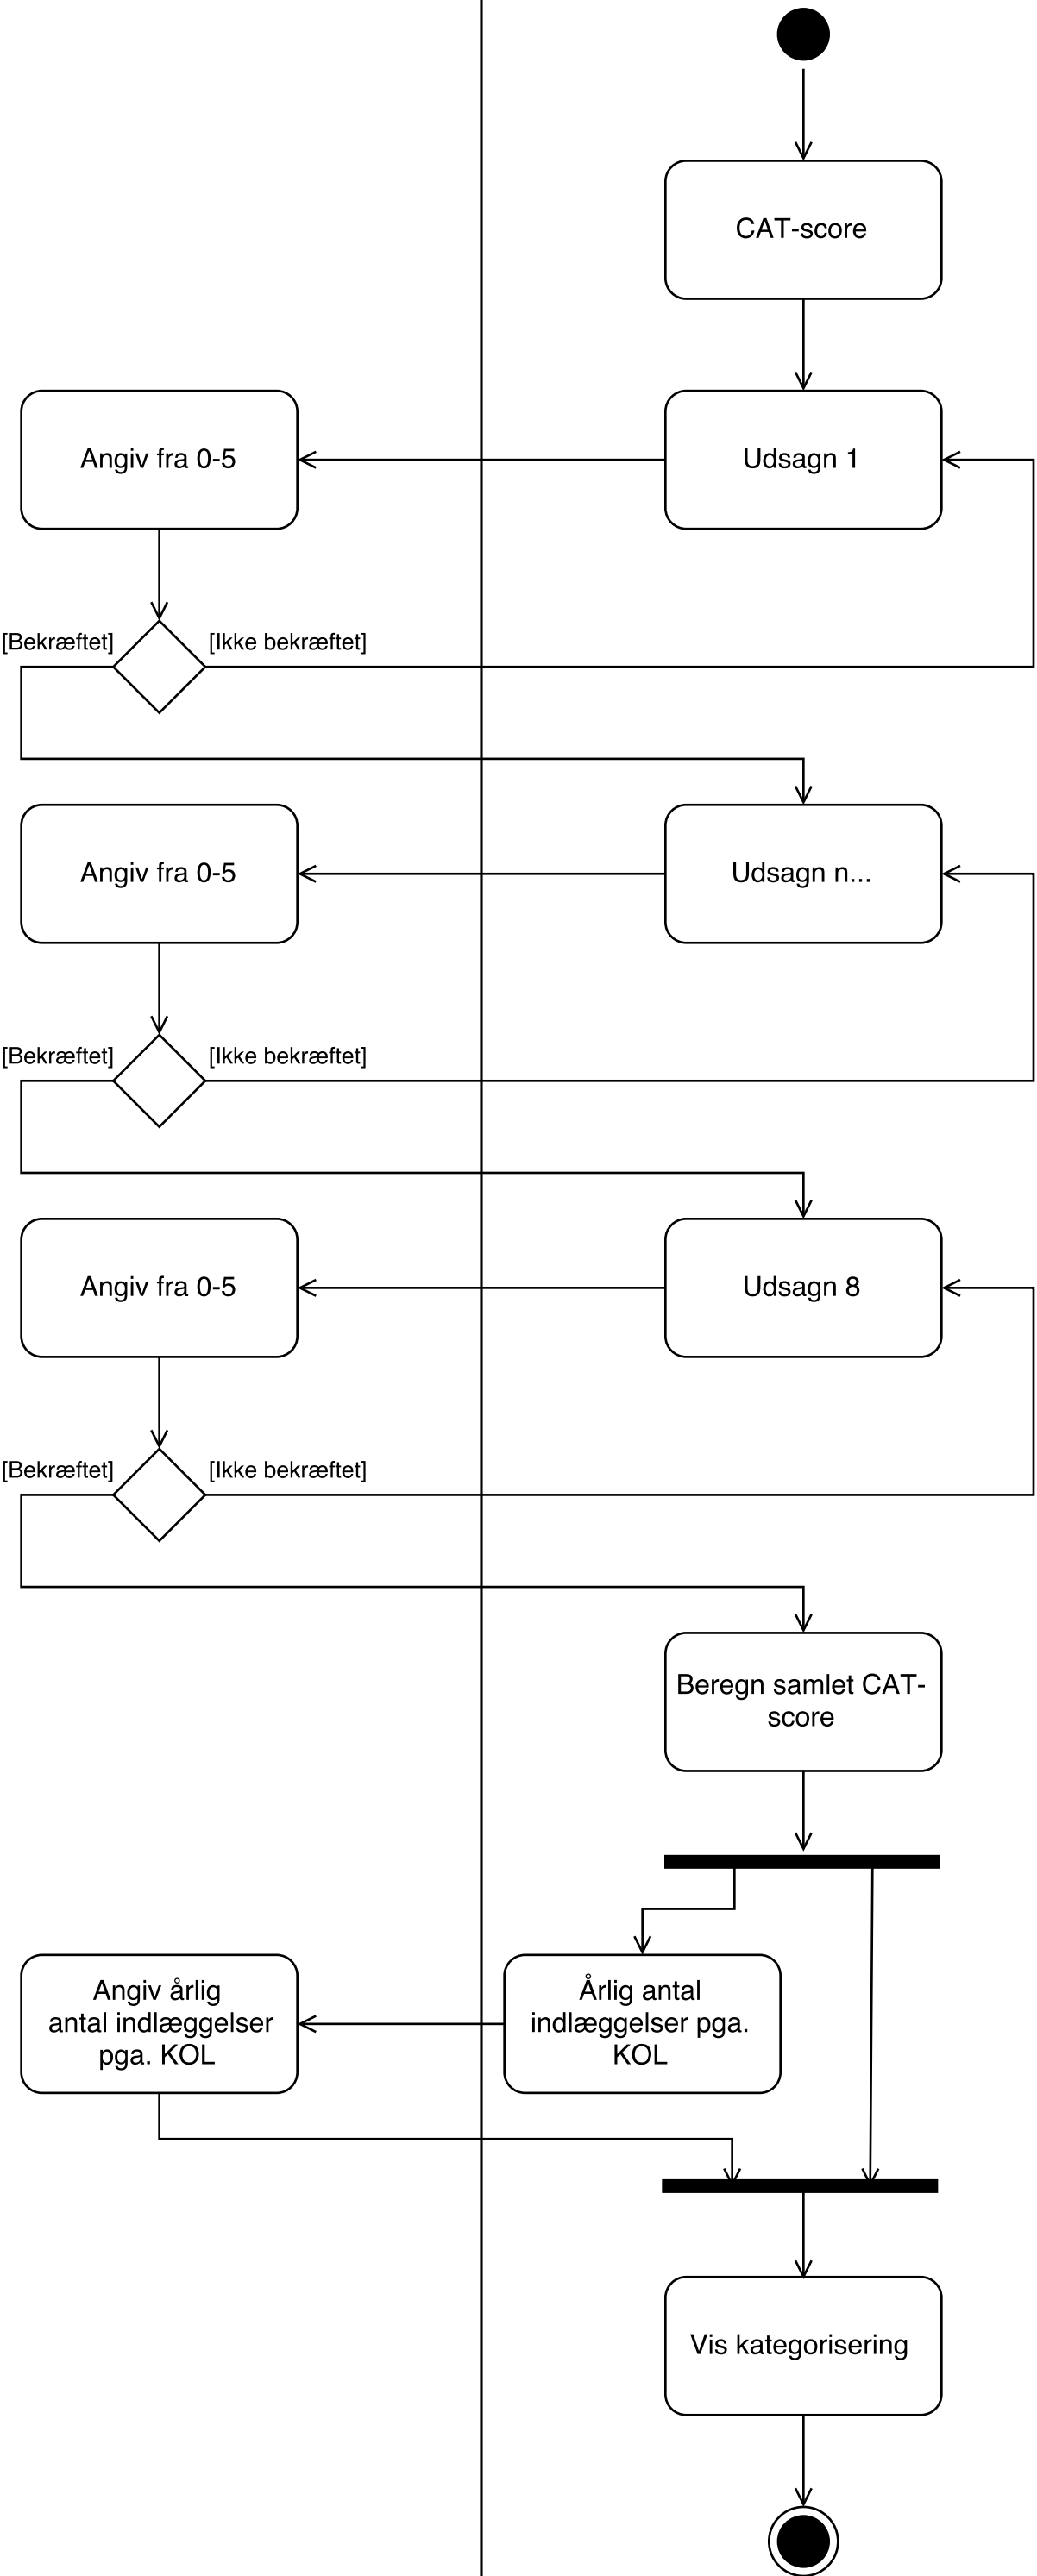 CAT-score
Angiv fra 0-5
Udsagn 1
[Bekræftet]
[Ikke bekræftet]
Angiv fra 0-5
Udsagn n...
[Bekræftet]
[Ikke bekræftet]
Angiv fra 0-5
Udsagn 8
[Bekræftet]
[Ikke bekræftet]
Beregn samlet CAT-
score
Angiv årlig
antal indlæggelser
pga. KOL
Årlig antal
indlæggelser pga.
KOL
Vis kategorisering